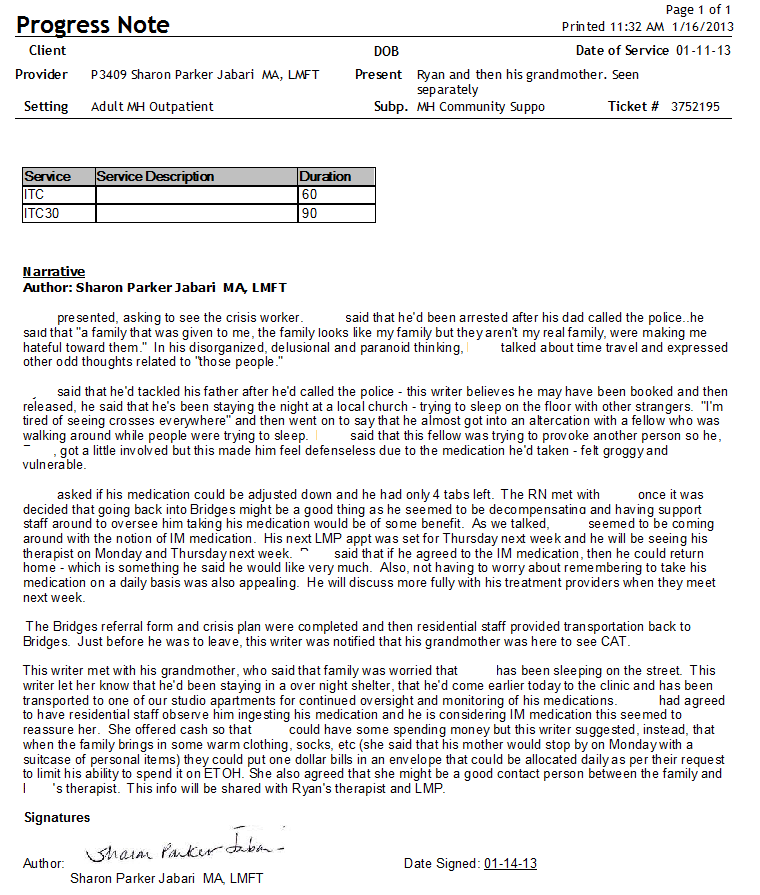 Page 1 of 1
Progress Note
Printed 11:32 AM 1/16/2013
Client DOB Date of Service 01-11-13
Provider P3409 Sharon Parker Jabari MA, LMFT Present Ryan and then his grandmother. Seen
separately
Setting Adult MH Outpatient Subp. MH Community Suppo Ticket # 3752195
Service Service Description Duration
ITC 60
ITC30 90
Narrative
Author: Sharon Parker Jabari MA, LMFT
presented, asking to see the crisis worker. said that he'd been arrested after his dad called the police..he
said that "a family that was given to me, the family looks like my family but they aren't my real family, were making me
hateful toward them." In his disorganized, delusional and paranoid thinking, talked about time travel and expressed
other odd thoughts related to "those people."
said that he'd tackled his father after he'd called the police - this writer believes he may have been booked and then
released, he said that he's been staying the night at a local church - trying to sleep on the floor with other strangers. "I'm
tired of seeing crosses everywhere" and then went on to say that he almost got into an altercation with a fellow who was
walking around while people were trying to sleep. said that this fellow was trying to provoke another person so he,
, got a little involved but this made him feel defenseless due to the medication he'd taken - felt groggy and
vulnerable.
asked if his medication could be adjusted down and he had only 4 tabs left. The RN met with once it was
decided that going back into Bridges might be a good thing as he seemed to be decompensating and having support
staff around to oversee him taking his medication would be of some benefit. As we talked, seemed to be coming
around with the notion of IM medication. His next LMP appt was set for Thursday next week and he will be seeing his
therapist on Monday and Thursday next week. said that if he agreed to the IM medication, then he could return
home - which is something he said he would like very much. Also, not having to worry about remembering to take his
medication on a daily basis was also appealing. He will discuss more fully with his treatment providers when they meet
next week.
The Bridges referral form and crisis plan were completed and then residential staff provided transportation back to
Bridges. Just before he was to leave, this writer was notified that his grandmother was here to see CAT.
This writer met with his grandmother, who said that family was worried that has been sleeping on the street. This
writer let her know that he'd been staying in a over night shelter, that he'd come earlier today to the clinic and has been
transported to one of our studio apartments for continued oversight and monitoring of his medications. had agreed
to have residential staff observe him ingesting his medication and he is considering IM medication this seemed to
reassure her. She offered cash so that could have some spending money but this writer suggested, instead, that
when the family brings in some warm clothing, socks, etc (she said that his mother would stop by on Monday with a
suitcase of personal items) they could put one dollar bills in an envelope that could be allocated daily as per their request
to limit his ability to spend it on ETOH. She also agreed that she might be a good contact person between the family and
's therapist. This info will be shared with Ryan's therapist and LMP.
Signatures
Sharon Parker Jabari
Author: Date Signed: 01-14-13
Sharon Parker Jabari MA, LMFT